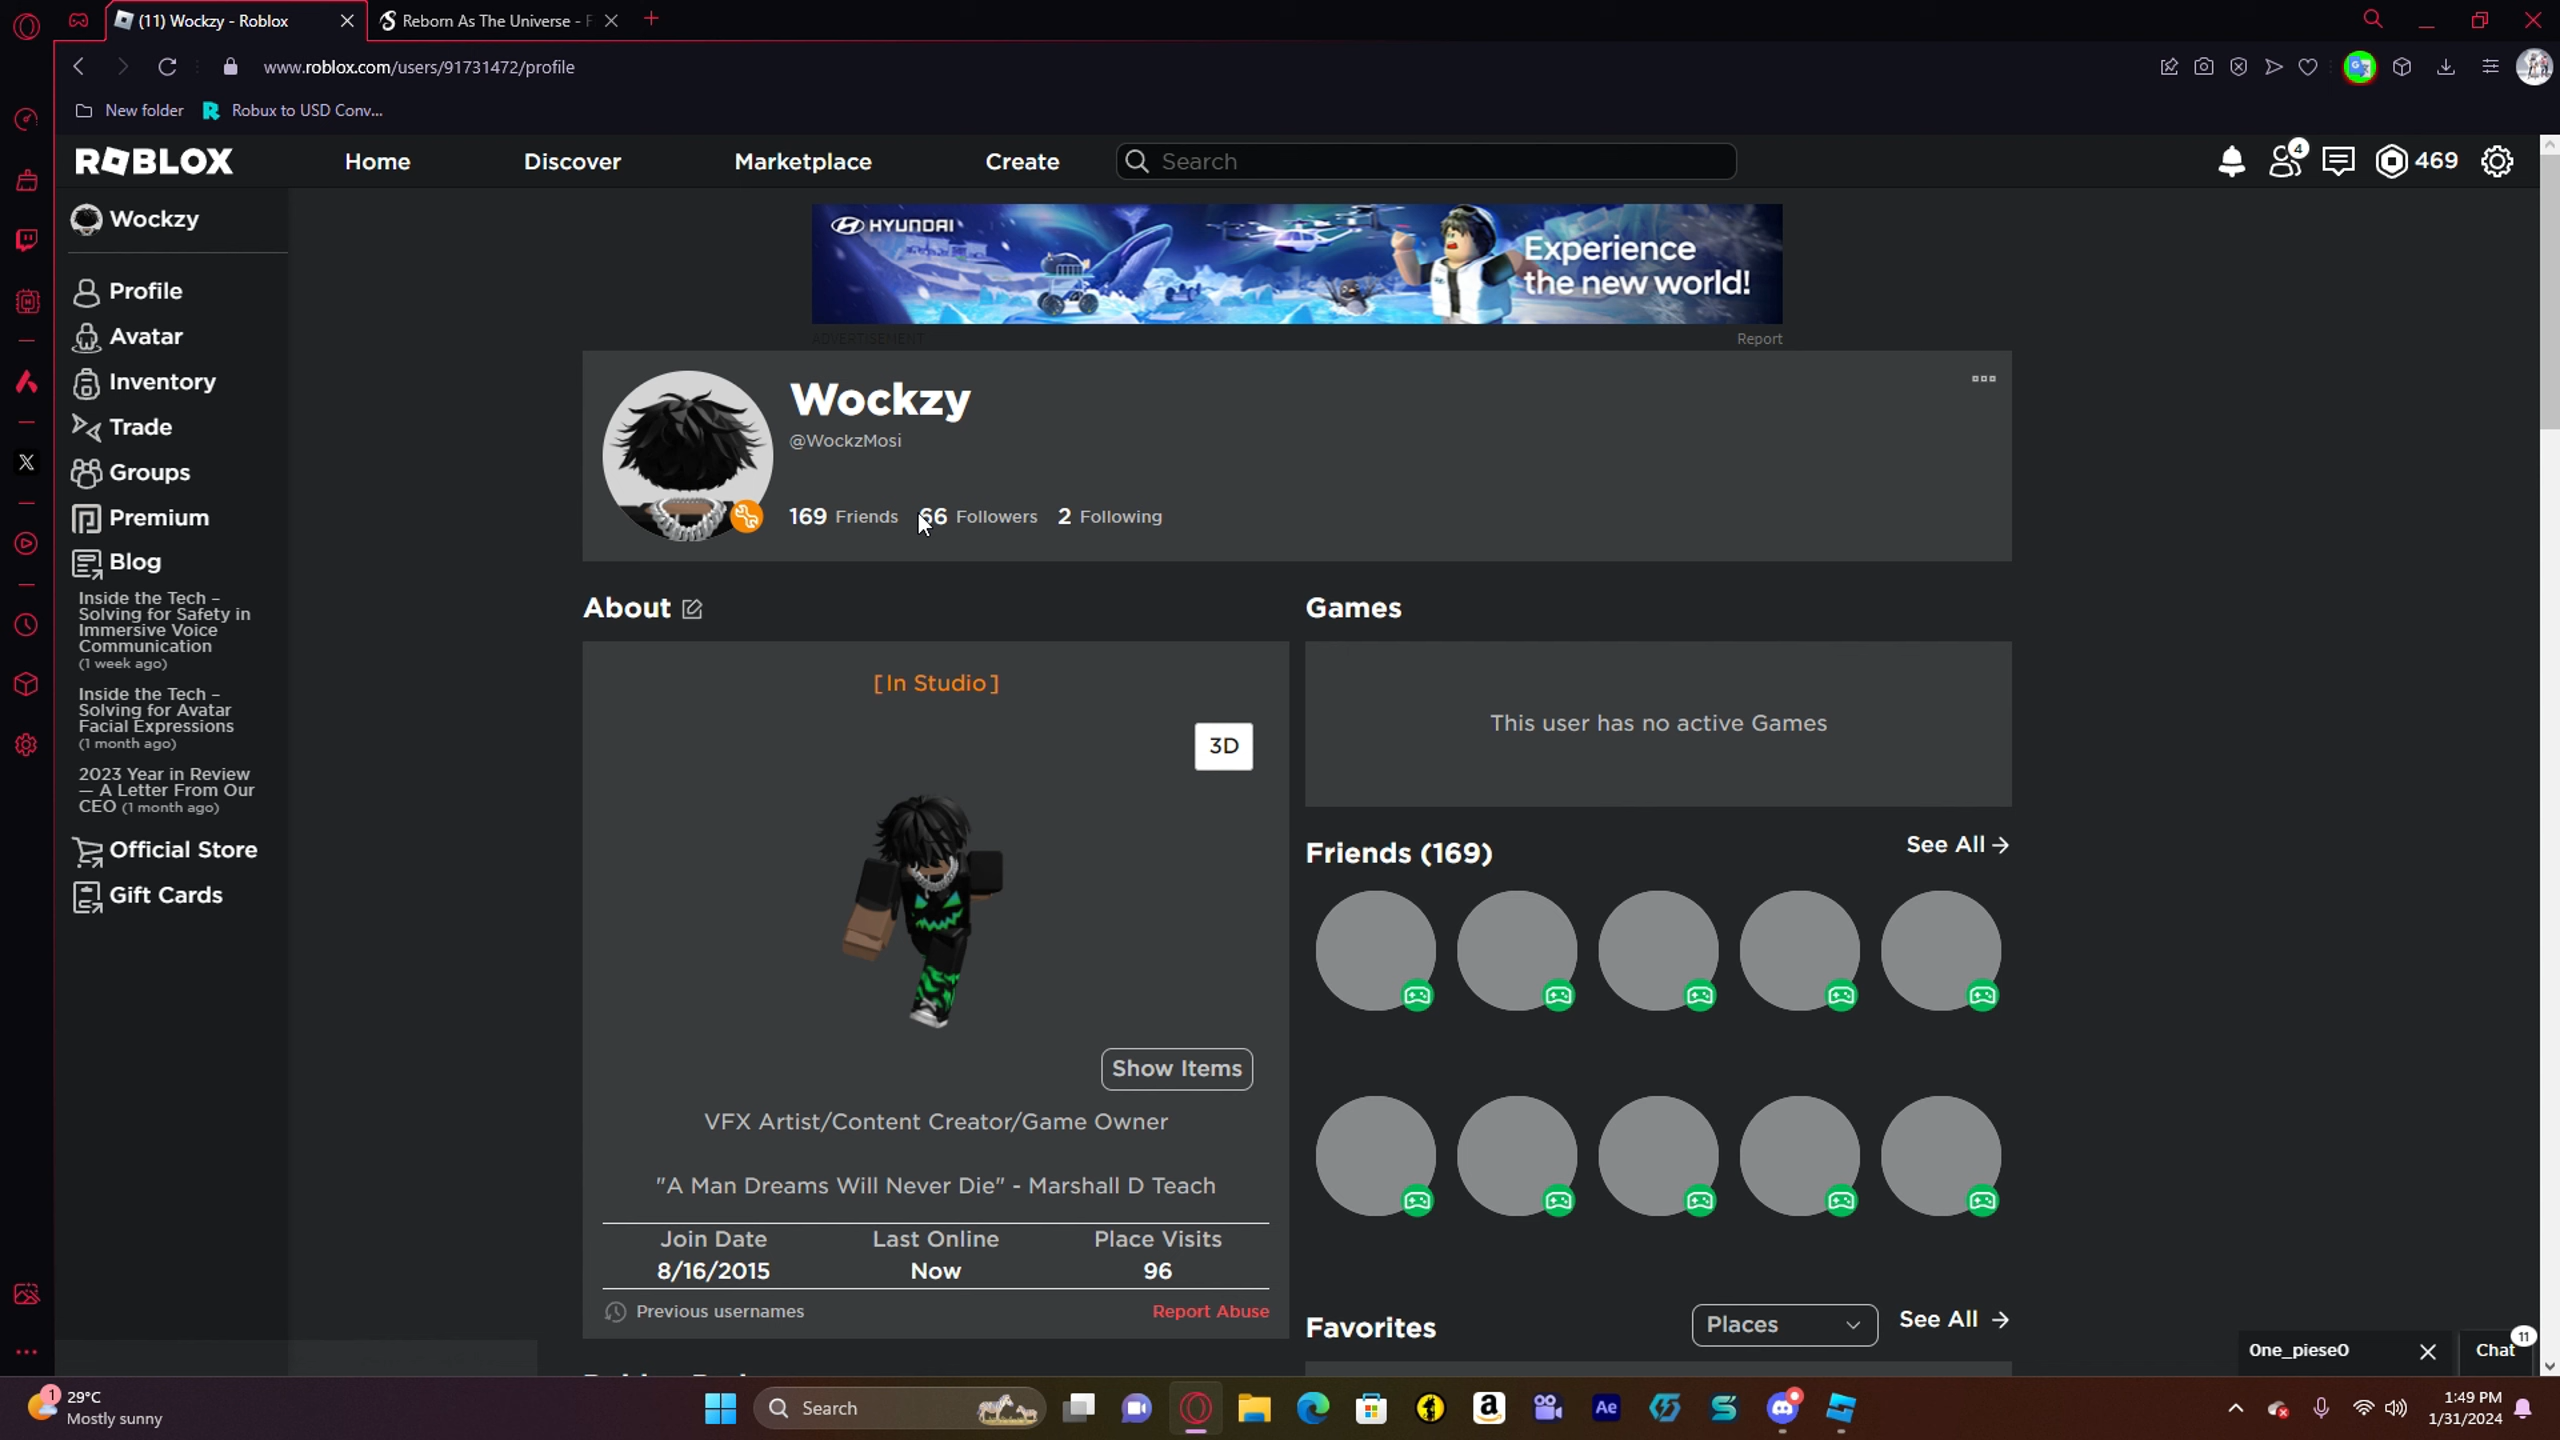 (11) Wockzy - Roblox
Reborn As The Universe - F
www.roblox.com/users/91731472/profile
New folder
Robux to USD Conv...
ROBLOX
Home
Discover
Marketplace
Create
Search
4
469
Wockzy
Profile
Avatar
Inventory
Trade
Groups
Premium
Blog
Inside the Tech –
Solving for Safety in
Immersive Voice
Communication
(1 week ago)
Inside the Tech –
Solving for Avatar
Facial Expressions
(1 month ago)
2023 Year in Review
— A Letter From Our
CEO (1 month ago)
Official Store
Gift Cards
HYUNDAI
Experience
the new world!
ADVERTISEMENT
Report
Wockzy
@WockzMosi
169 Friends 66 Followers 2 Following
About
[ In Studio ]
3D
Show Items
VFX Artist/Content Creator/Game Owner
"A Man Dreams Will Never Die" - Marshall D Teach
Join Date
8/16/2015
Last Online
Now
Place Visits
96
Previous usernames
Report Abuse
Games
This user has no active Games
Friends (169)
See All
Favorites
Places
See All
One_pieseO
Chat
11
1
29°C
Mostly sunny
Search
a
Ae
S
1:49 PM
1/31/2024